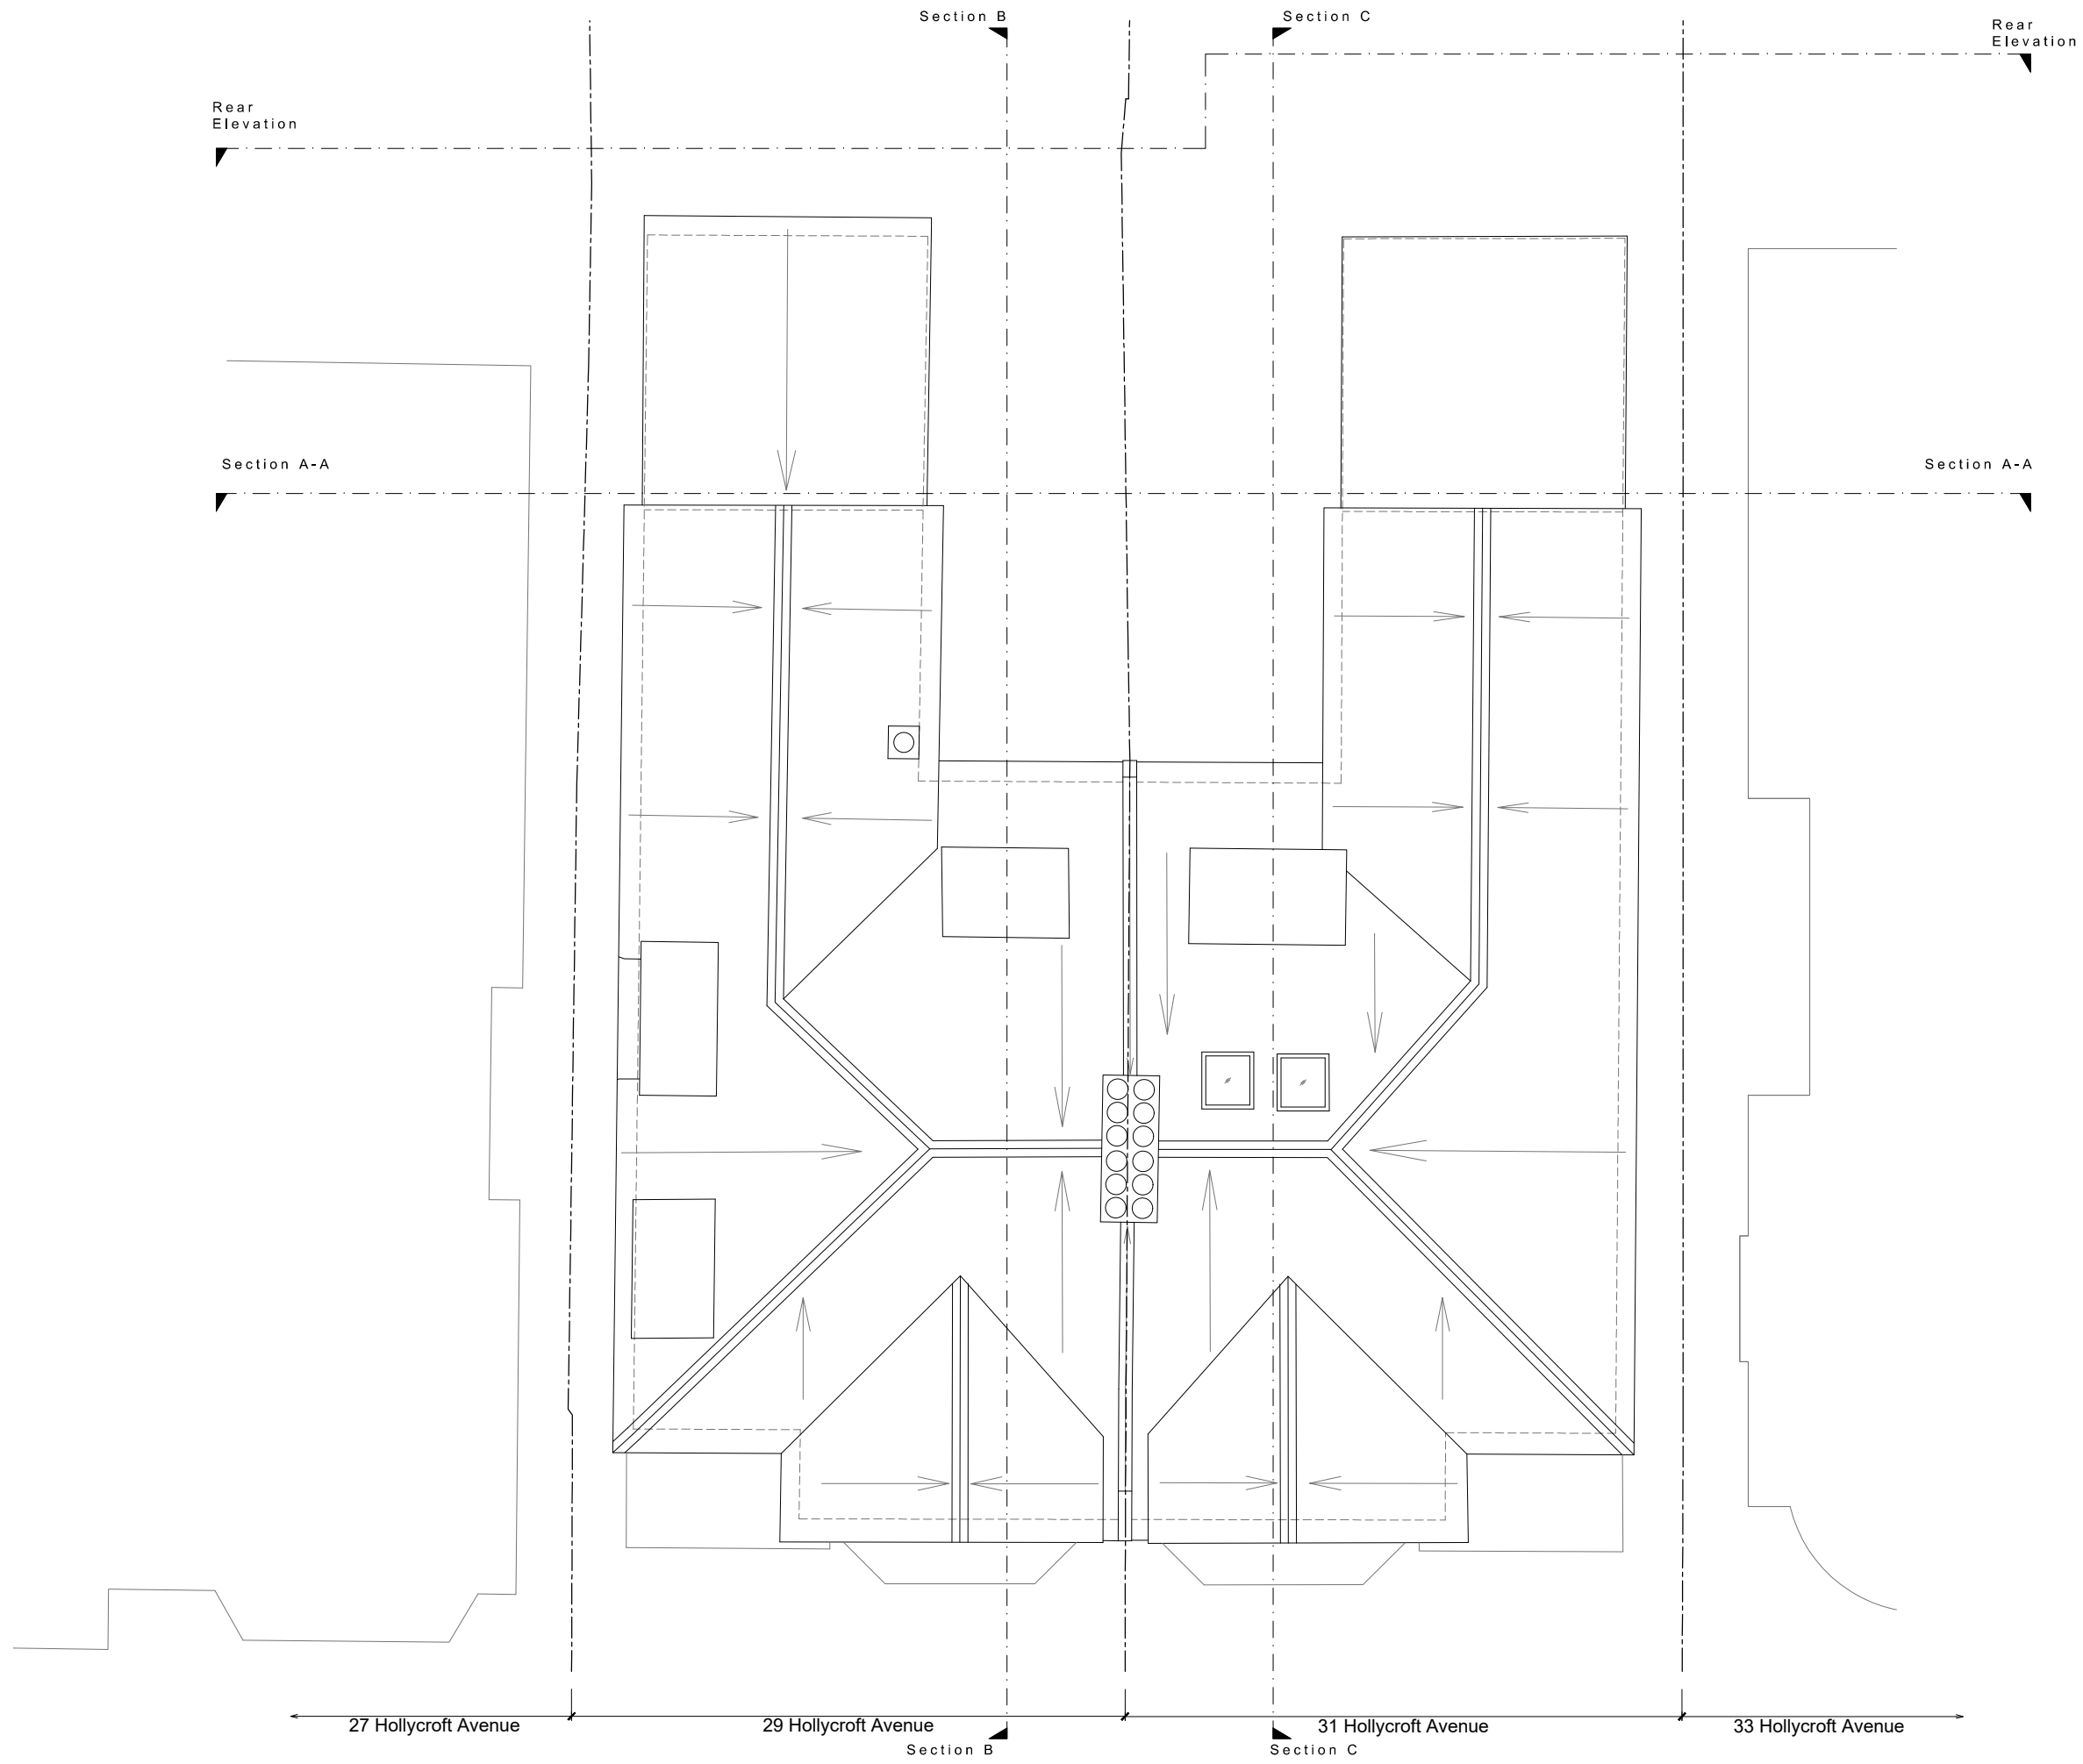 Section B
Section C
Rear
Elevation
Rear
Elevation
Section A-A
Section A-A
27 Hollycroft Avenue
29 Hollycroft Avenue
31 Hollycroft Avenue
33 Hollycroft Avenue
Section B
Section C